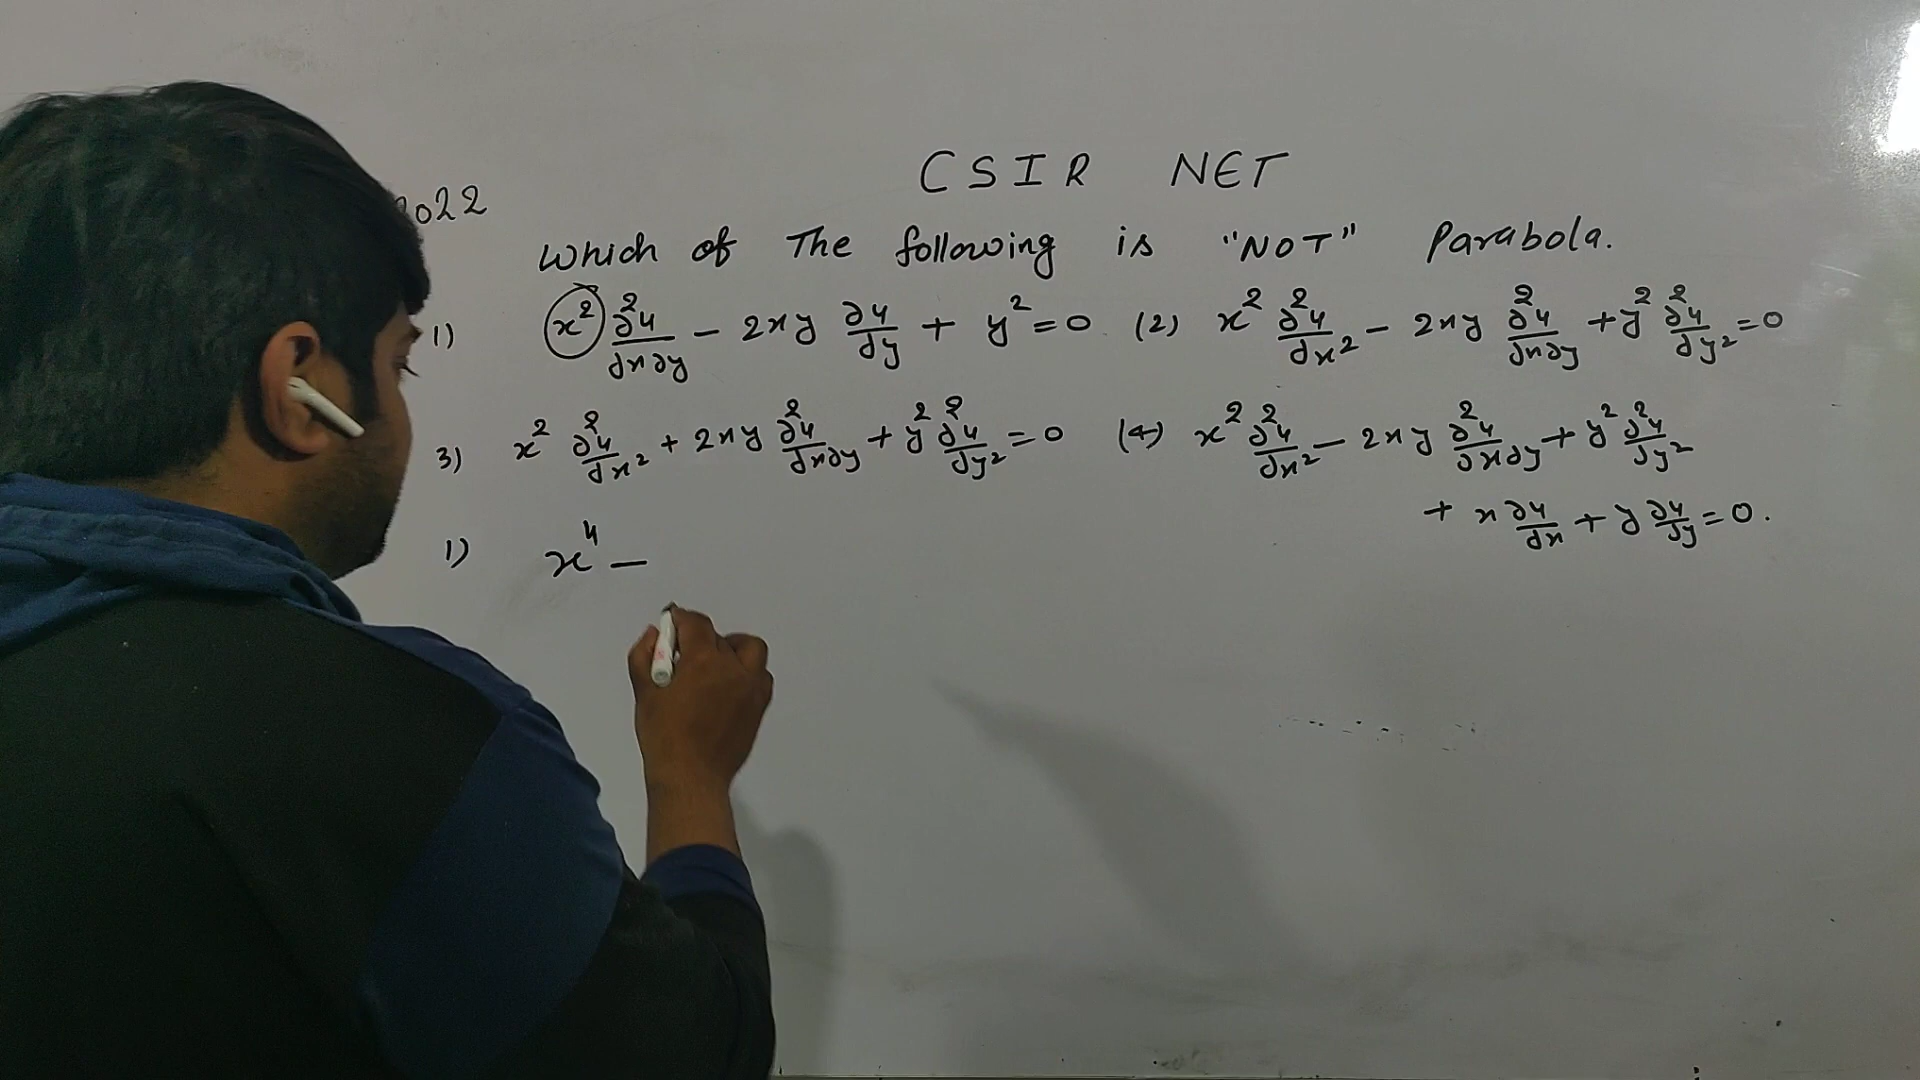 CSIR NET
2022
Which of The following is "NOT" Parabola.
1) x² ∂²u/∂x∂y - 2xy ∂u/∂y + y² = 0. (2) x² ∂²u/∂x² - 2xy ∂²u/∂x∂y + y² ∂²u/∂y² = 0
3) x² ∂²u/∂x² + 2xy ∂²u/∂x∂y + y² ∂²u/∂y² = 0 (4) x² ∂²u/∂x² - 2xy ∂²u/∂x∂y + y² ∂²u/∂y²
+ x ∂u/∂x + y ∂u/∂y = 0.
1) x⁴ -